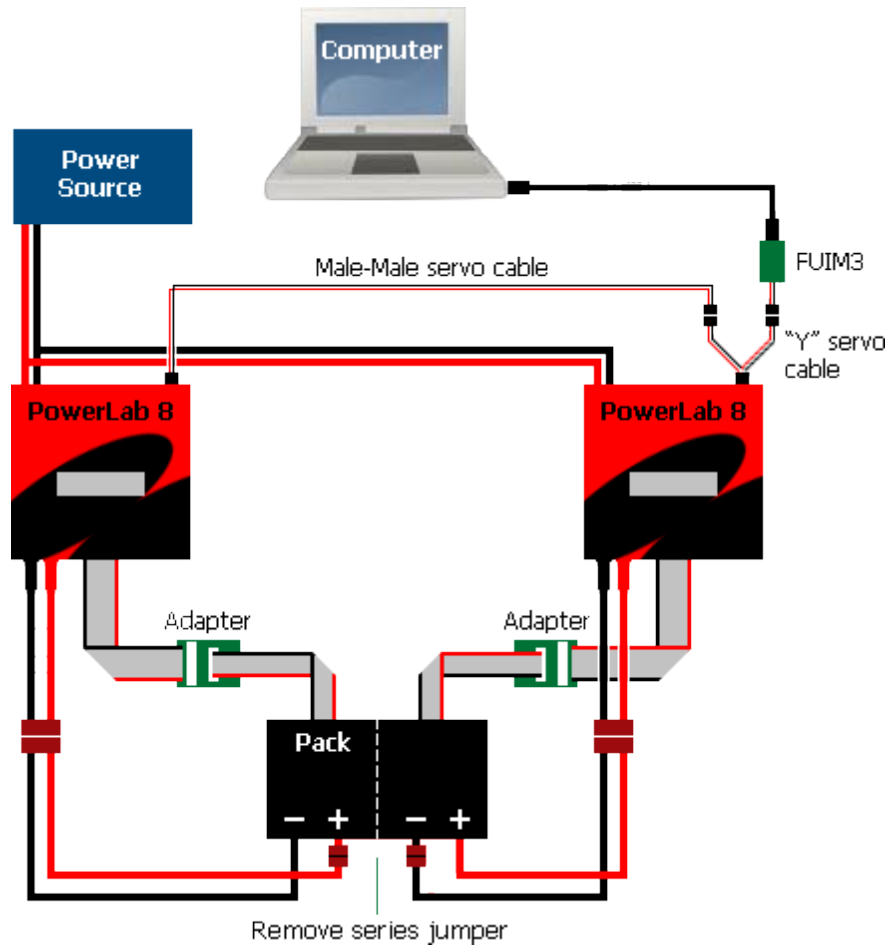 Computer
Power
Source
FUIM3
Male-Male servo cable
"Y" servo
cable
PowerLab 8
PowerLab 8
Adapter
Adapter
Pack
− +
− +
Remove series jumper